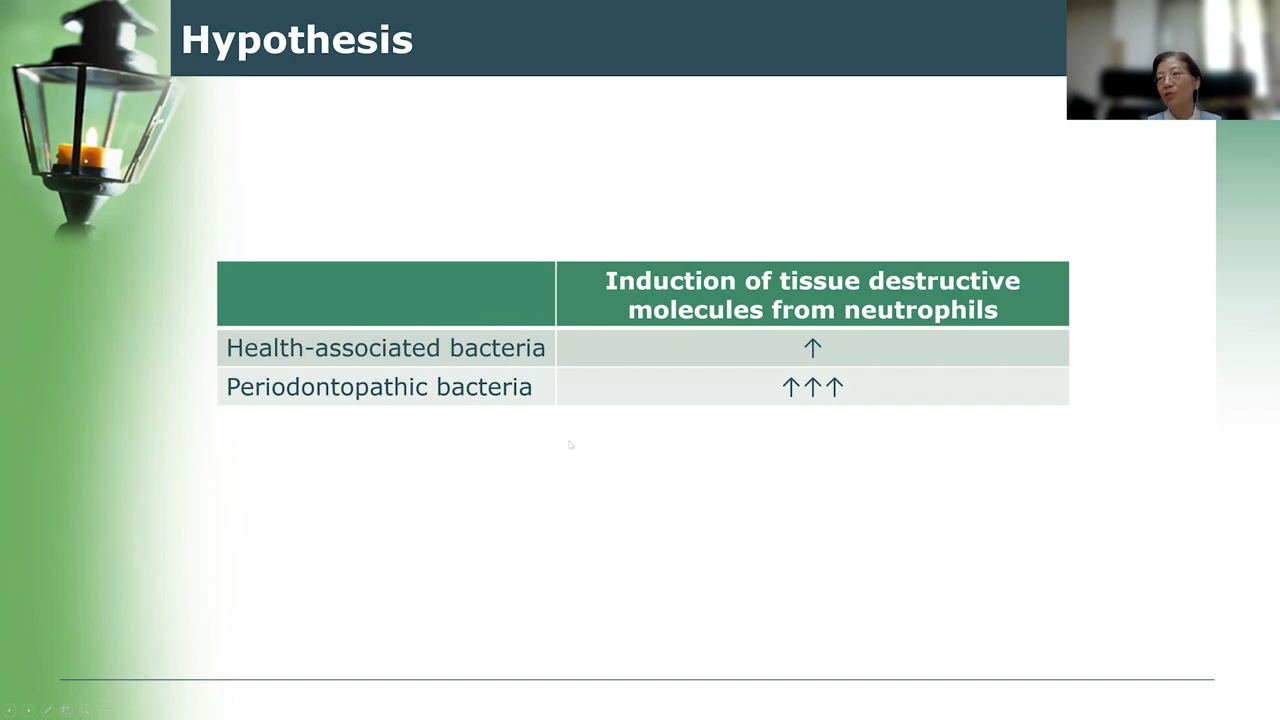 Hypothesis
Induction of tissue destructive
molecules from neutrophils
Health-associated bacteria
↑
Periodontopathic bacteria
↑↑↑